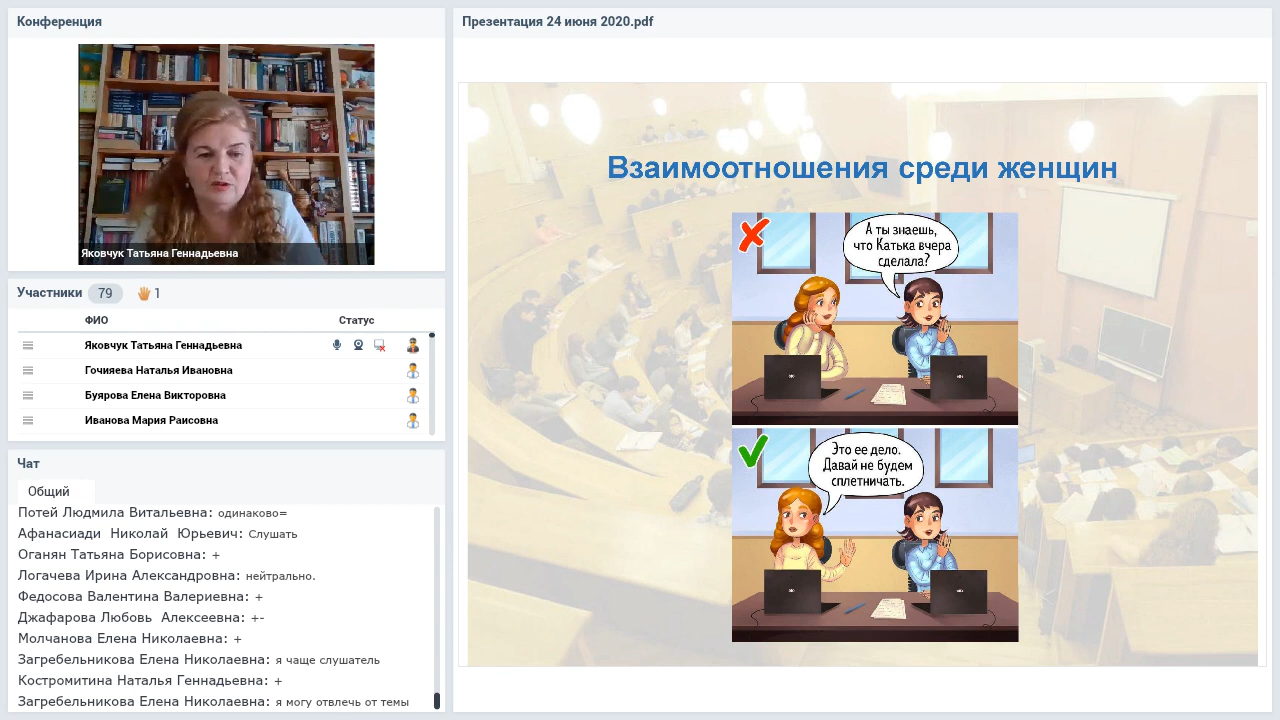 Конференция
Яковчук Татьяна Геннадьевна
Участники 79 1
ФИО Статус
Яковчук Татьяна Геннадьевна
Гочияева Наталья Ивановна
Буярова Елена Викторовна
Иванова Мария Раисовна
Чат
Общий
Потей Людмила Витальевна: одинаково=
Афанасиади Николай Юрьевич: Слушать
Оганян Татьяна Борисовна: +
Логачева Ирина Александровна: нейтрально.
Федосова Валентина Валериевна: +
Джафарова Любовь Алексеевна: +-
Молчанова Елена Николаевна: +
Загребельникова Елена Николаевна: я чаще слушатель
Костромитина Наталья Геннадьевна: +
Загребельникова Елена Николаевна: я могу отвлечь от темы
Презентация 24 июня 2020.pdf
Взаимоотношения среди женщин
А ты знаешь,
что Катька вчера
сделала?
Это ее дело.
Давай не будем
сплетничать.